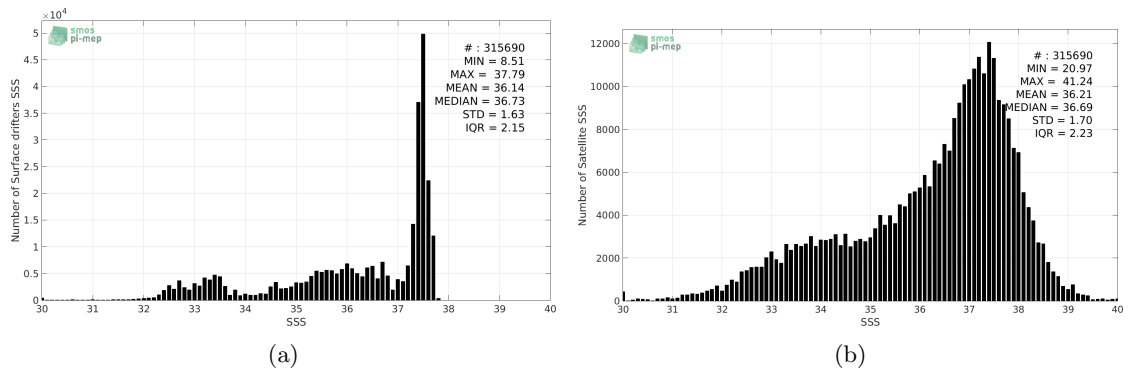 ×10⁴
smos
pi-mep
# : 315690
MIN = 8.51
MAX = 37.79
MEAN = 36.14
MEDIAN = 36.73
STD = 1.63
IQR = 2.15
Number of Surface drifters SSS
5
4.5
4
3.5
3
2.5
2
1.5
1
0.5
0
30 31 32 33 34 35 36 37 38 39 40
SSS
(a)
smos
pi-mep
# : 315690
MIN = 20.97
MAX = 41.24
MEAN = 36.21
MEDIAN = 36.69
STD = 1.70
IQR = 2.23
Number of Satellite SSS
12000
10000
8000
6000
4000
2000
0
30 31 32 33 34 35 36 37 38 39 40
SSS
(b)